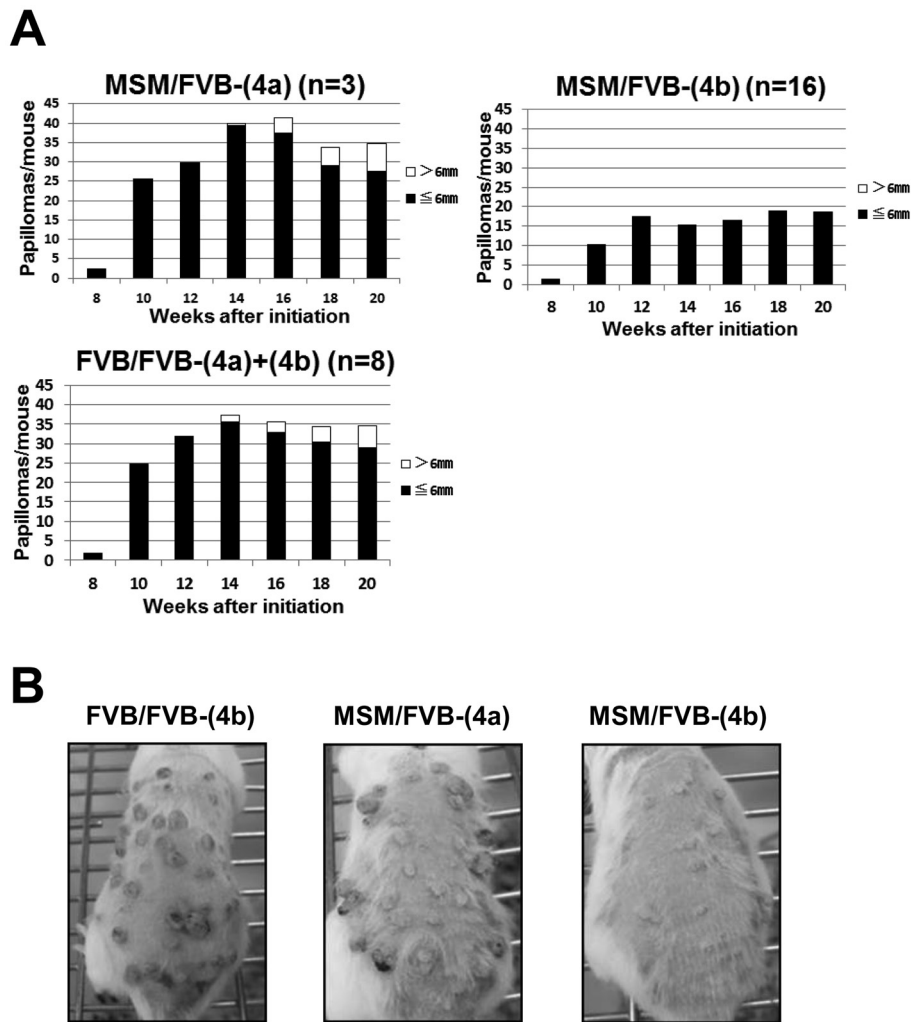 A
MSM/FVB-(4a) (n=3)
Papillomas/mouse
45
40
35
30
25
20
15
10
5
0
8 10 12 14 16 18 20
Weeks after initiation
＞6mm
≦6mm
MSM/FVB-(4b) (n=16)
Papillomas/mouse
45
40
35
30
25
20
15
10
5
0
8 10 12 14 16 18 20
Weeks after initiation
＞6mm
≦6mm
FVB/FVB-(4a)+(4b) (n=8)
Papillomas/mouse
45
40
35
30
25
20
15
10
5
0
8 10 12 14 16 18 20
Weeks after initiation
＞6mm
≦6mm
B
FVB/FVB-(4b) MSM/FVB-(4a) MSM/FVB-(4b)